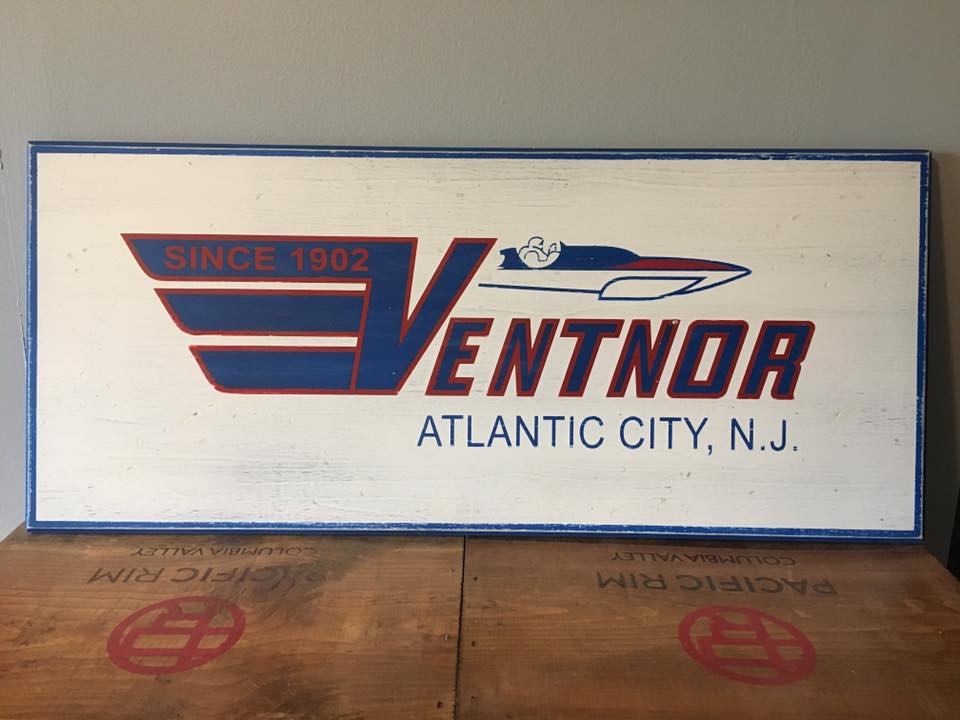 SINCE 1902
VENTNOR
ATLANTIC CITY, N.J.
COLUMBIA VALLEY
PACIFIC RIM
COLUMBIA VALLEY
PACIFIC RIM